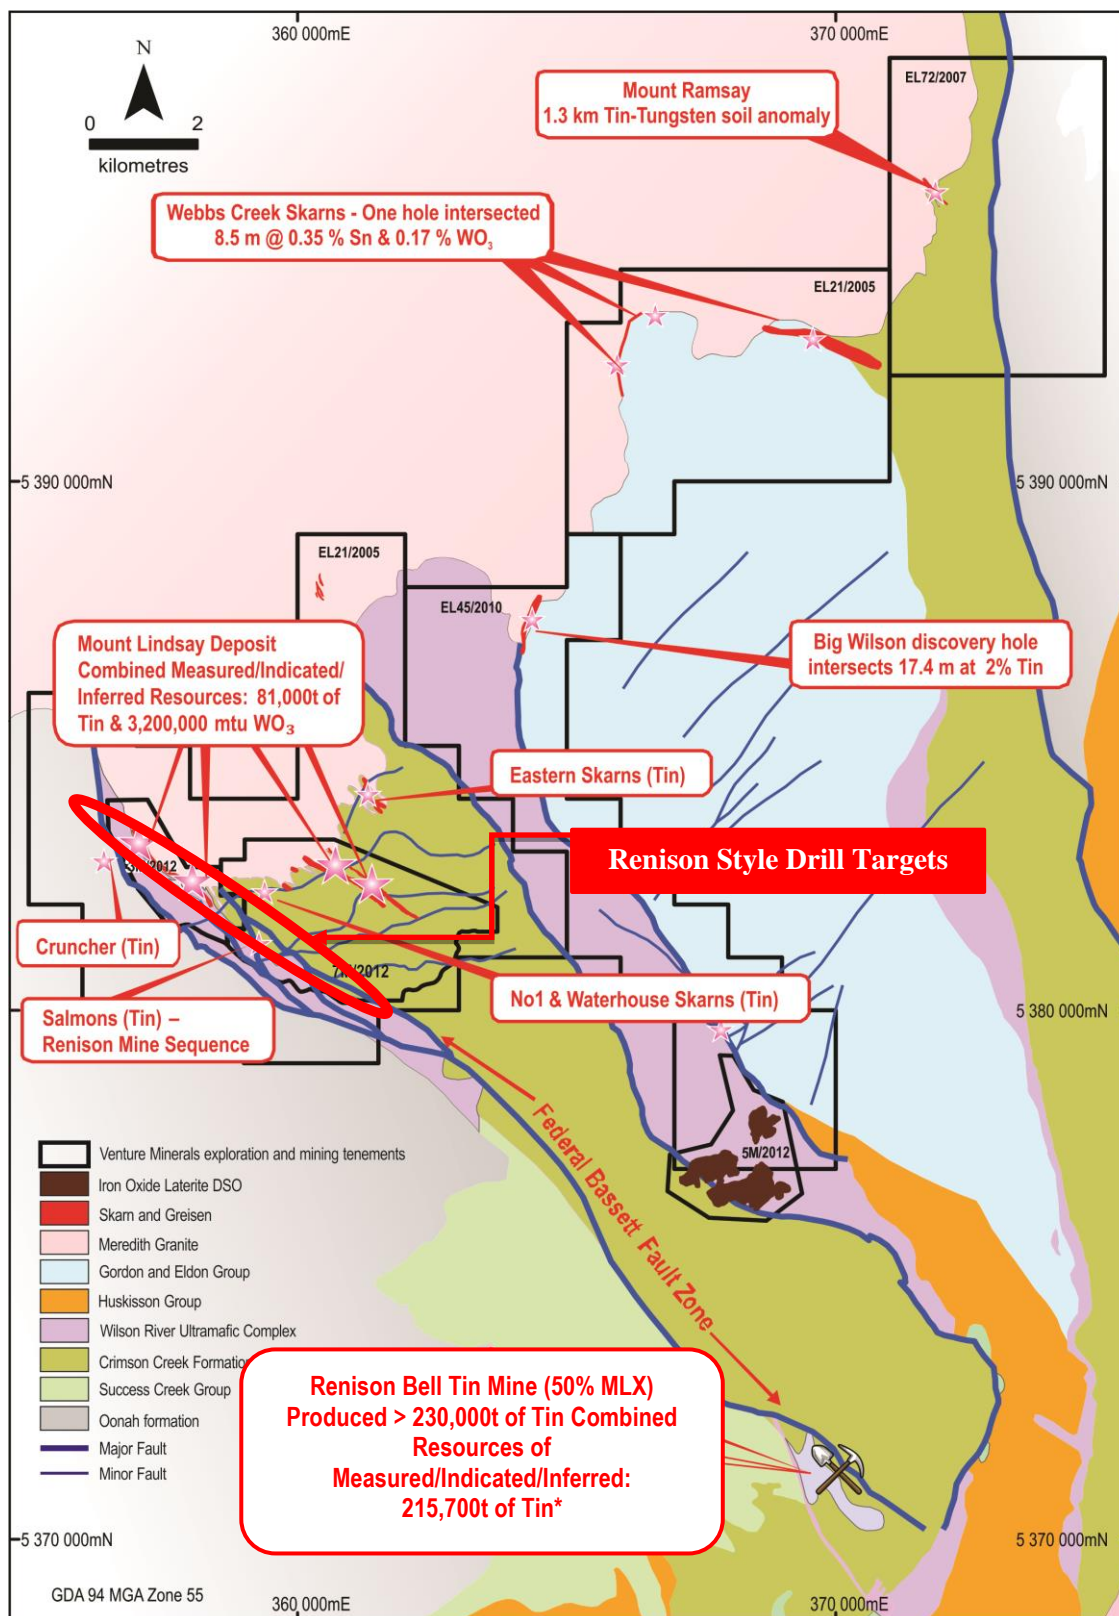 360 000mE
370 000mE
N
0 2
kilometres
EL72/2007
Mount Ramsay
1.3 km Tin-Tungsten soil anomaly
Webbs Creek Skarns - One hole intersected
8.5 m @ 0.35 % Sn & 0.17 % WO₃
EL21/2005
5 390 000mN
5 390 000mN
EL21/2005
EL45/2010
Mount Lindsay Deposit
Combined Measured/Indicated/
Inferred Resources: 81,000t of
Tin & 3,200,000 mtu WO₃
Big Wilson discovery hole
intersects 17.4 m at 2% Tin
Eastern Skarns (Tin)
Renison Style Drill Targets
3M/2012
Cruncher (Tin)
7M/2012
No1 & Waterhouse Skarns (Tin)
Salmons (Tin) –
Renison Mine Sequence
5 380 000mN
Federal Bassett Fault Zone
5M/2012
Venture Minerals exploration and mining tenements
Iron Oxide Laterite DSO
Skarn and Greisen
Meredith Granite
Gordon and Eldon Group
Huskisson Group
Wilson River Ultramafic Complex
Crimson Creek Formation
Success Creek Group
Oonah formation
Major Fault
Minor Fault
Renison Bell Tin Mine (50% MLX)
Produced > 230,000t of Tin Combined
Resources of
Measured/Indicated/Inferred:
215,700t of Tin*
5 370 000mN
5 370 000mN
GDA 94 MGA Zone 55
360 000mE
370 000mE